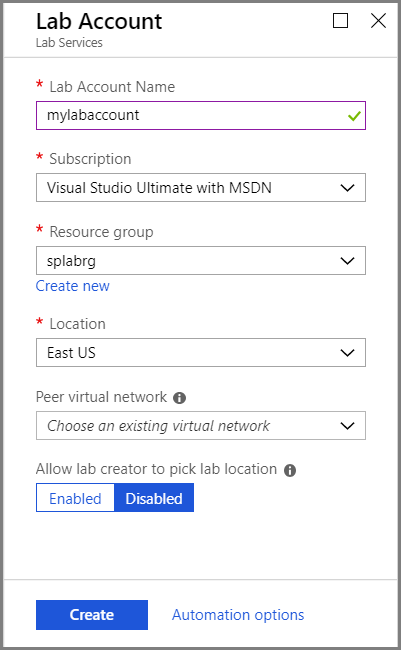 Lab Account
Lab Services
* Lab Account Name
mylabaccount
* Subscription
Visual Studio Ultimate with MSDN
* Resource group
splabrg
Create new
* Location
East US
Peer virtual network
Choose an existing virtual network
Allow lab creator to pick lab location
Enabled Disabled
Create Automation options